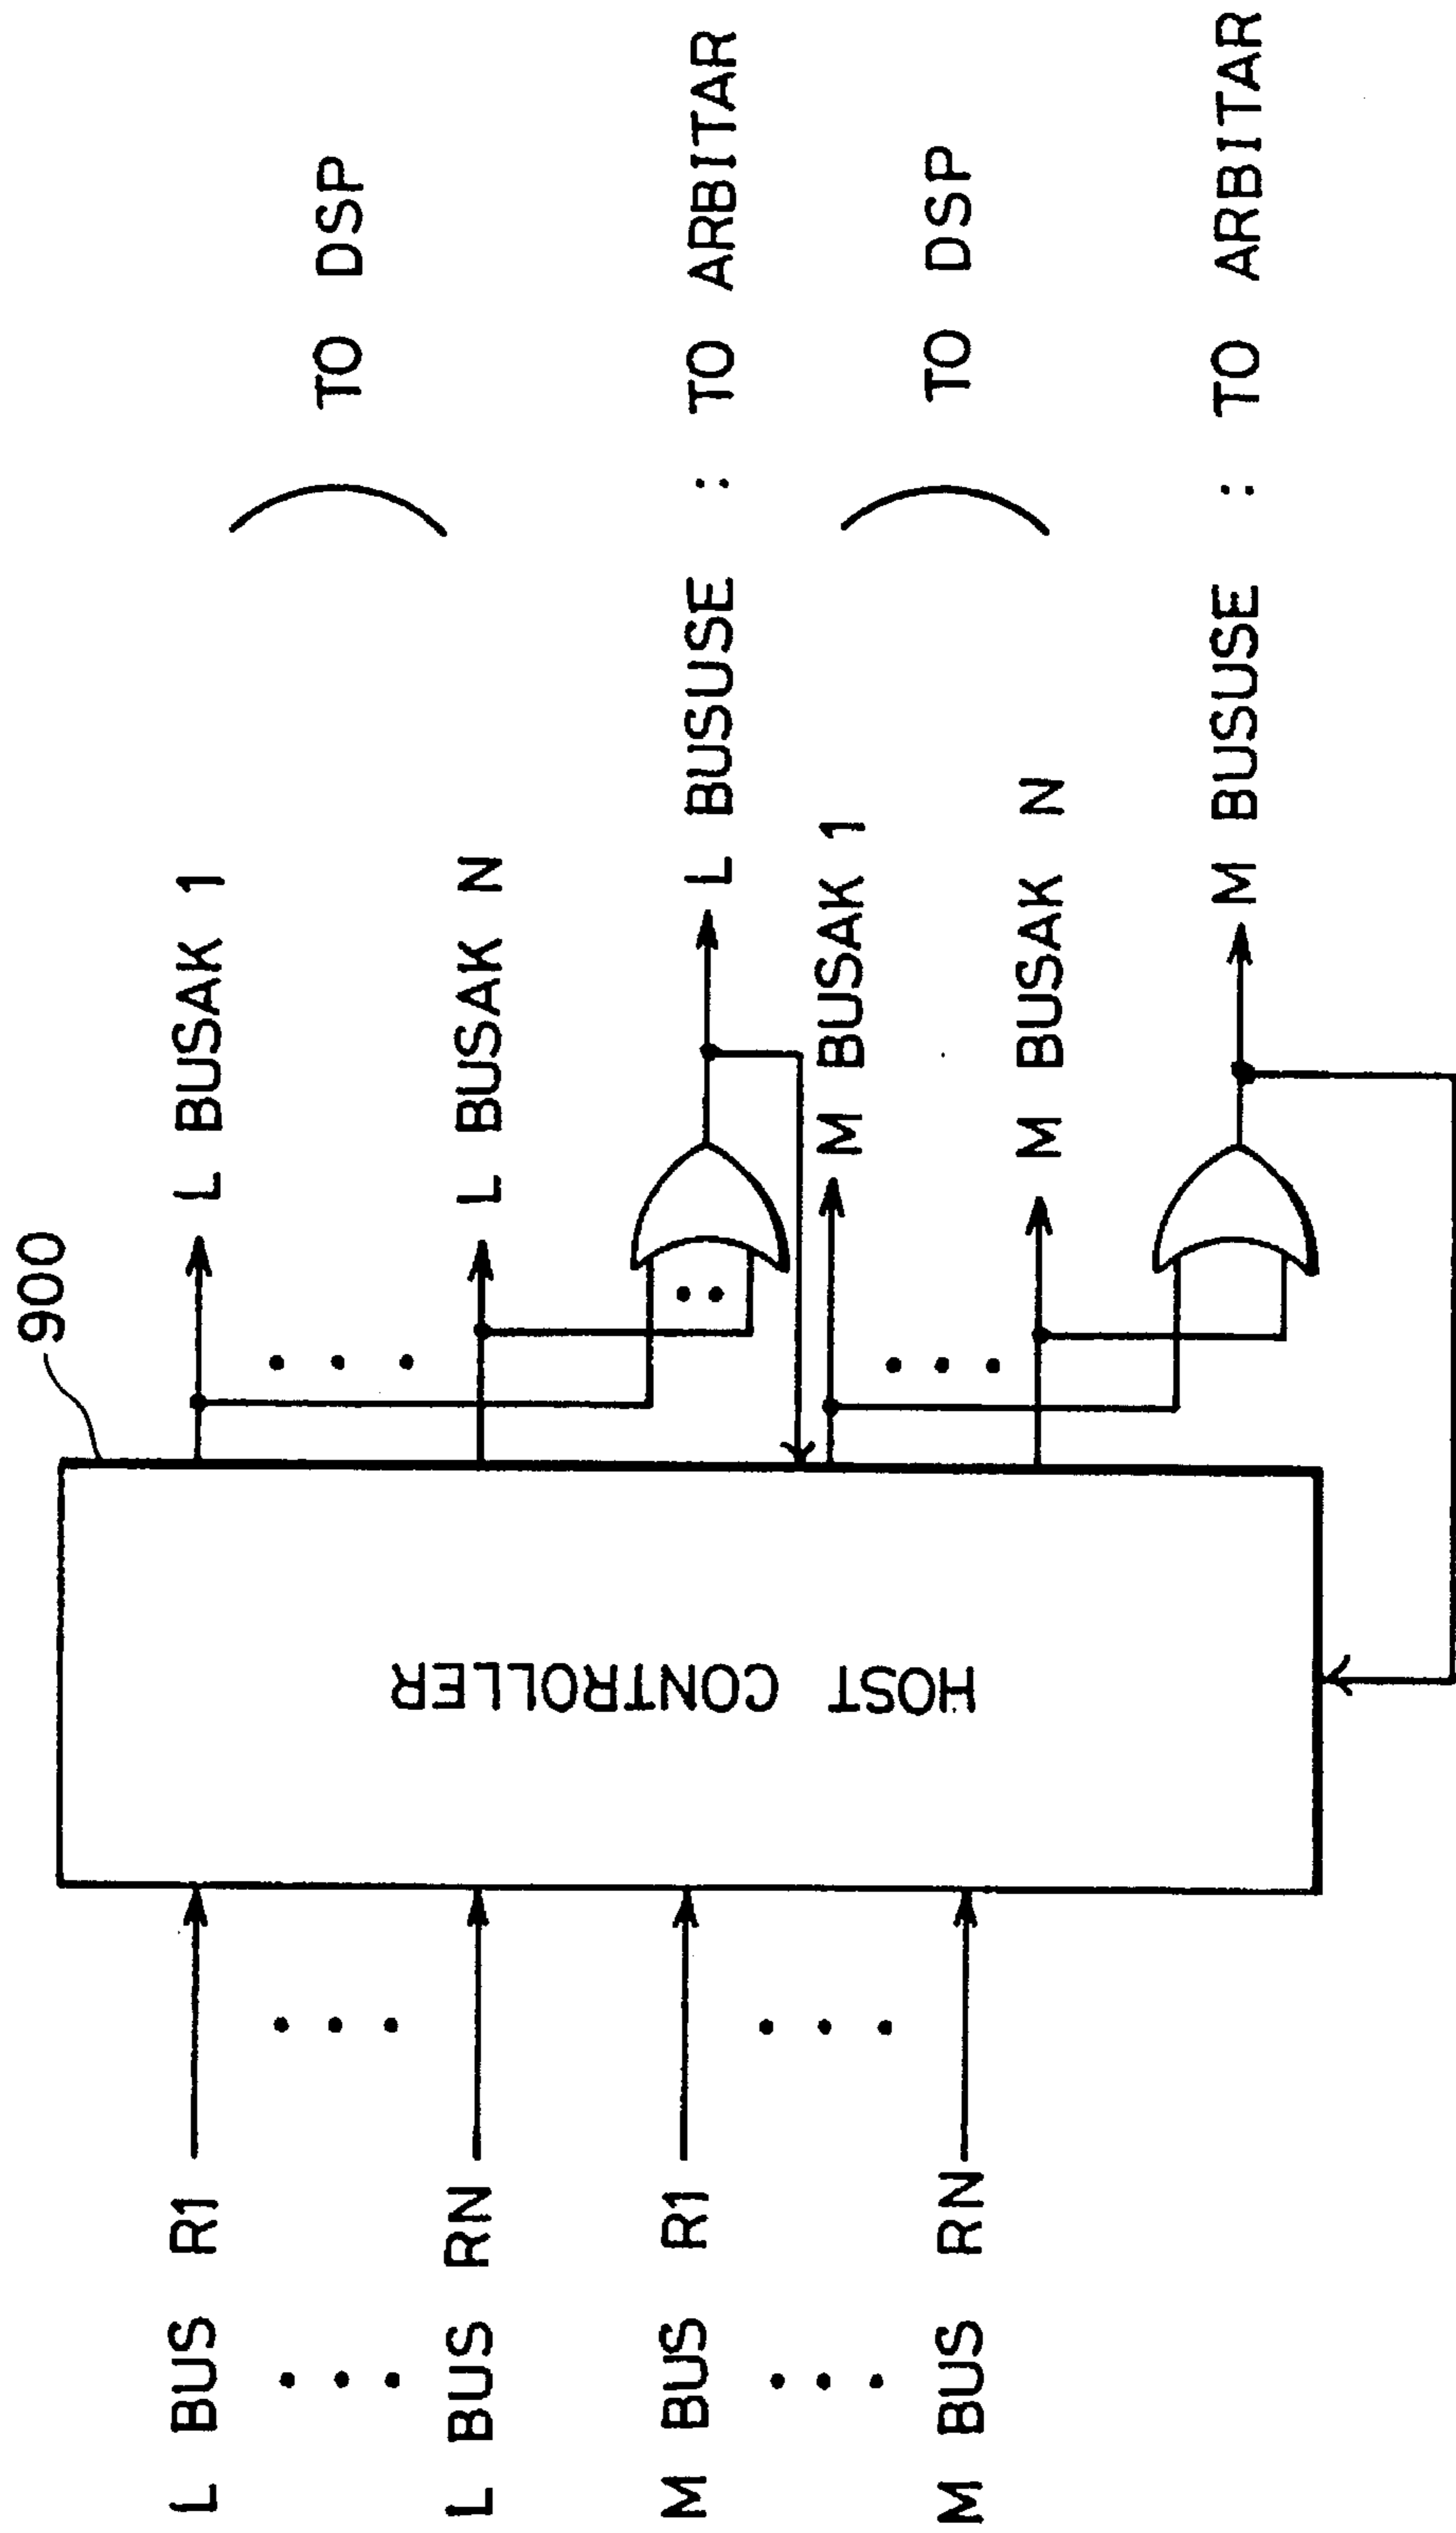 900
L BUS R1
L BUS RN
M BUS R1
M BUS RN
HOST CONTROLLER
L BUSAK 1
L BUSAK N
TO DSP
L BUSUSE : TO ARBITAR
M BUSAK 1
M BUSAK N
TO DSP
M BUSUSE : TO ARBITAR